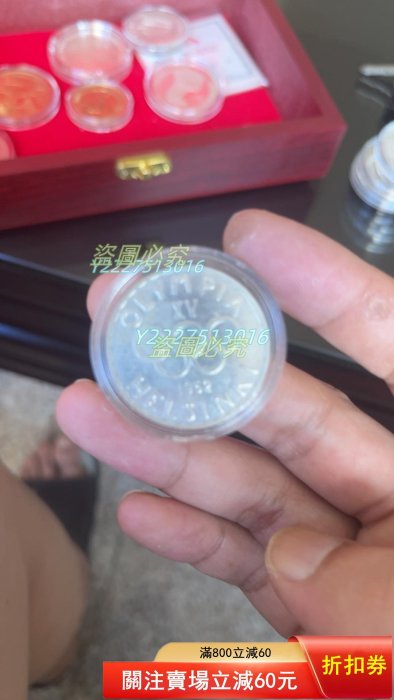 盜圖必究
Y2227513016
OLYMPIA
XV
Y2227513016
盜圖必究
1952
HELSINKI
滿800立減60
關注賣場立減60元
折扣券